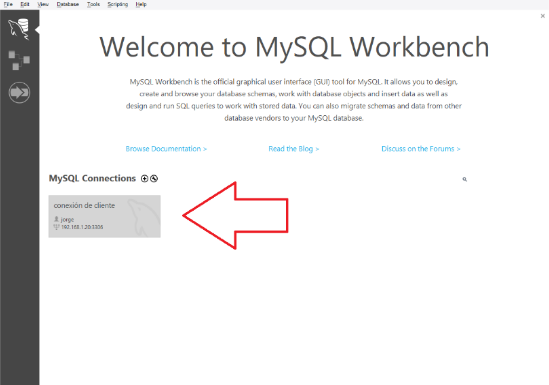 File Edit View Database Tools Scripting Help
Welcome to MySQL Workbench
MySQL Workbench is the official graphical user interface (GUI) tool for MySQL. It allows you to design,
create and browse your database schemas, work with database objects and insert data as well as
design and run SQL queries to work with stored data. You can also migrate schemas and data from other
database vendors to your MySQL database.
Browse Documentation > Read the Blog > Discuss on the Forums >
MySQL Connections
conexión de cliente
jorge
192.168.1.20:3306